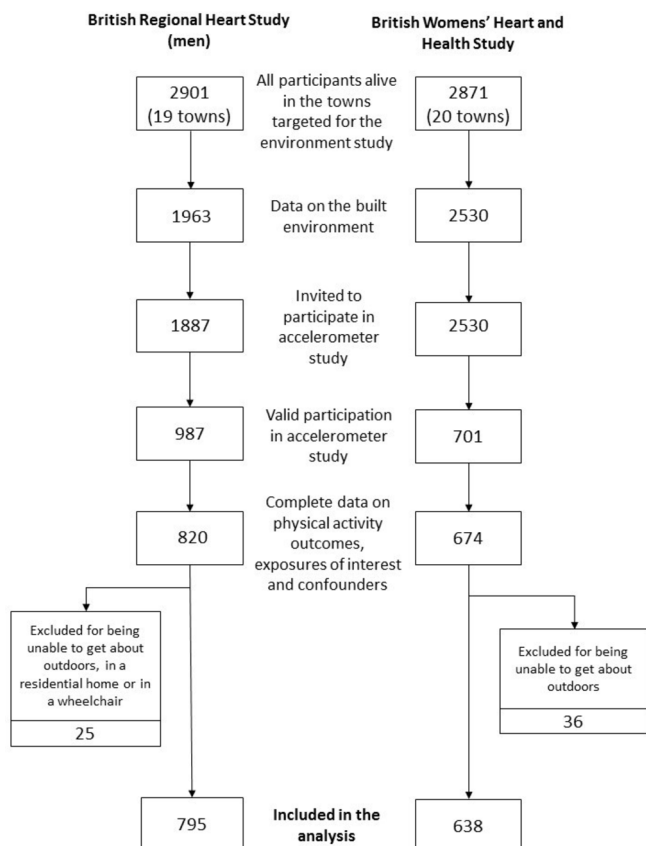 British Regional Heart Study
(men)
British Womens’ Heart and
Health Study
2901
(19 towns)
All participants alive
in the towns
targeted for the
environment study
2871
(20 towns)
1963
Data on the built
environment
2530
1887
Invited to
participate in
accelerometer
study
2530
987
Valid participation
in accelerometer
study
701
820
Complete data on
physical activity
outcomes,
exposures of interest
and confounders
674
Excluded for being
unable to get about
outdoors, in a
residential home or in
a wheelchair
25
Excluded for being
unable to get about
outdoors
36
795
Included in the
analysis
638